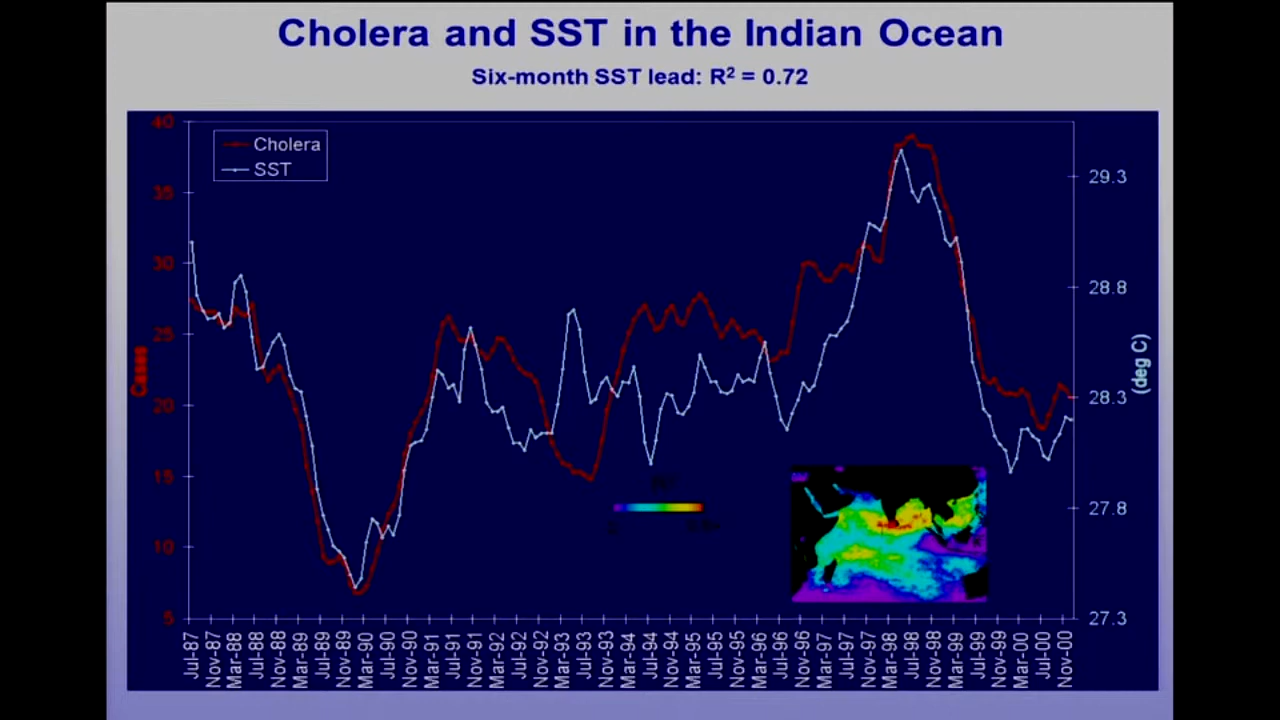 Cholera and SST in the Indian Ocean
Six-month SST lead: R² = 0.72
Cholera
SST
40
35
30
25
20
15
10
5
Cases
29.3
28.8
28.3
27.8
27.3
(deg C)
Jul-87
Nov-87
Mar-88
Jul-88
Nov-88
Mar-89
Jul-89
Nov-89
Mar-90
Jul-90
Nov-90
Mar-91
Jul-91
Nov-91
Mar-92
Jul-92
Nov-92
Mar-93
Jul-93
Nov-93
Mar-94
Jul-94
Nov-94
Mar-95
Jul-95
Nov-95
Mar-96
Jul-96
Nov-96
Mar-97
Jul-97
Nov-97
Mar-98
Jul-98
Nov-98
Mar-99
Jul-99
Nov-99
Mar-00
Jul-00
Nov-00